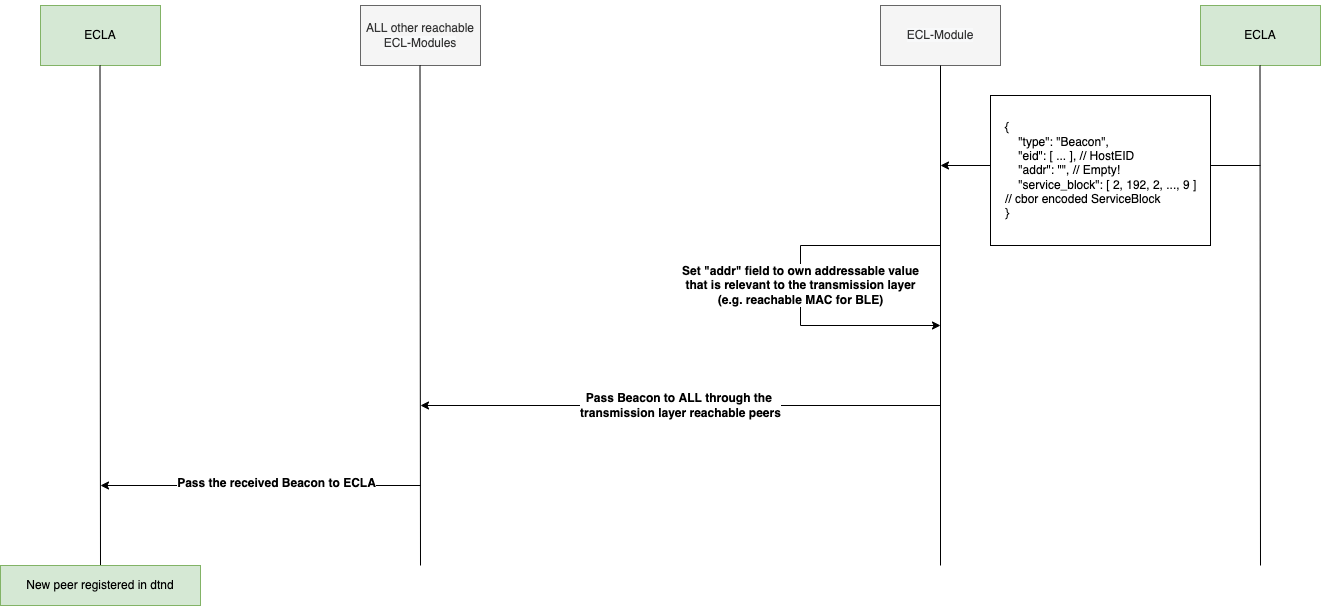 ECLA
ALL other reachable
ECL-Modules
ECL-Module
ECLA
{
"type": "Beacon",
"eid": [ ... ], // HostEID
"addr": "", // Empty!
"service_block": [ 2, 192, 2, ..., 9 ]
// cbor encoded ServiceBlock
}
Set "addr" field to own addressable value
that is relevant to the transmission layer
(e.g. reachable MAC for BLE)
Pass Beacon to ALL through the
transmission layer reachable peers
Pass the received Beacon to ECLA
New peer registered in dtnd